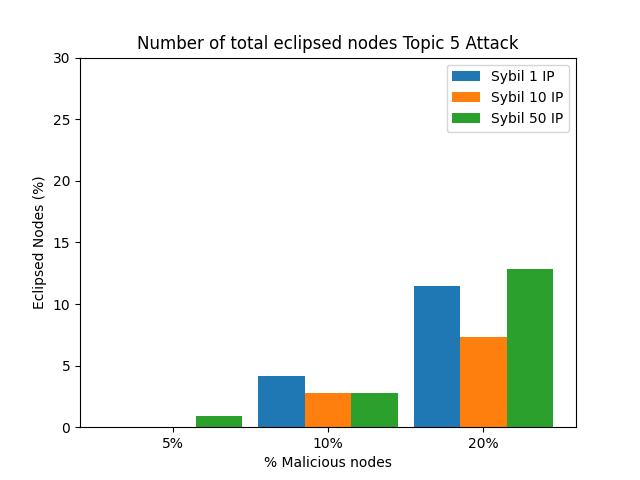 Number of total eclipsed nodes Topic 5 Attack
Sybil 1 IP
Sybil 10 IP
Sybil 50 IP
Eclipsed Nodes (%)
30
25
20
15
10
5
0
5%
10%
20%
% Malicious nodes